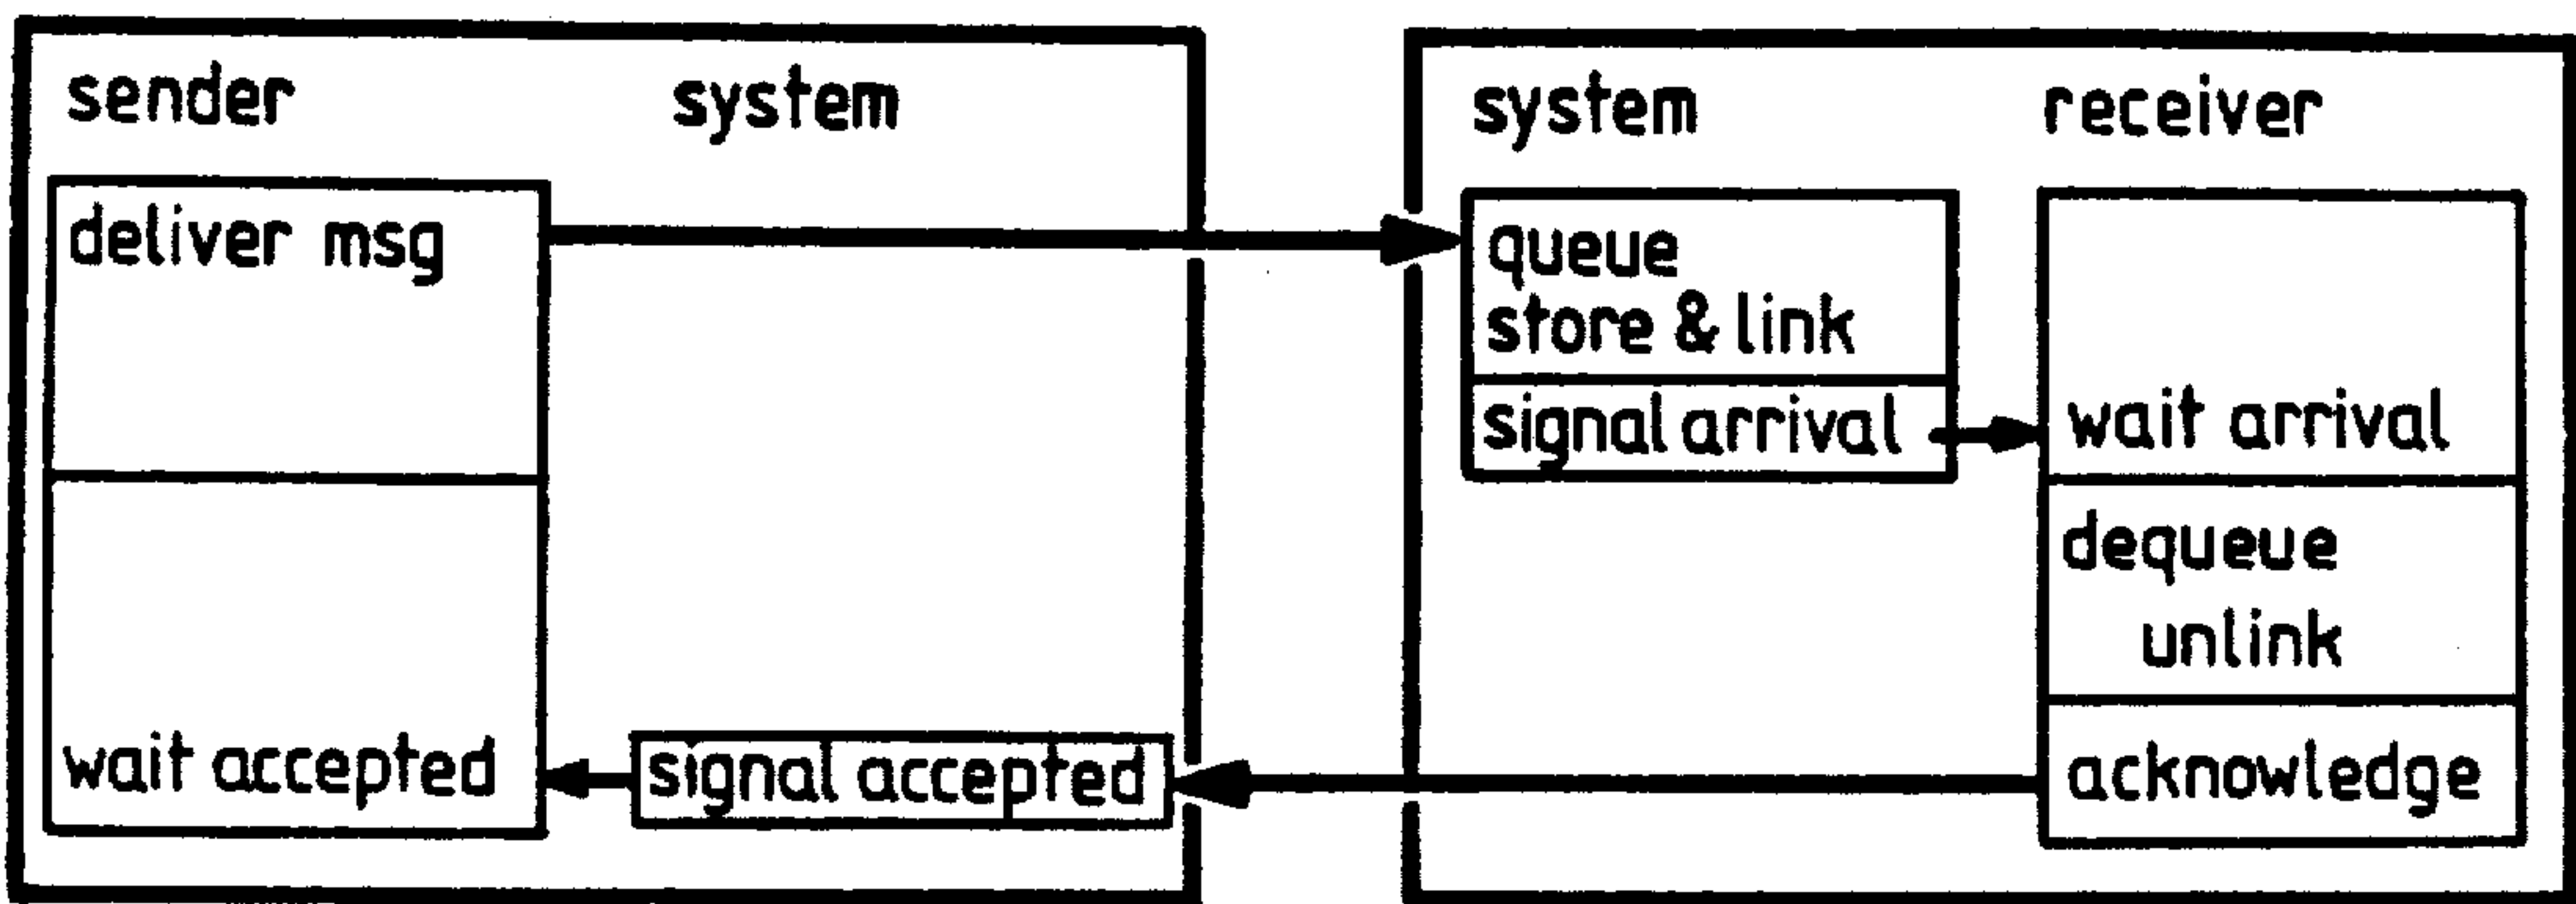 sender
system
deliver msg
wait accepted
signal accepted
system
receiver
queue
store & link
signal arrival
wait arrival
dequeue
unlink
acknowledge